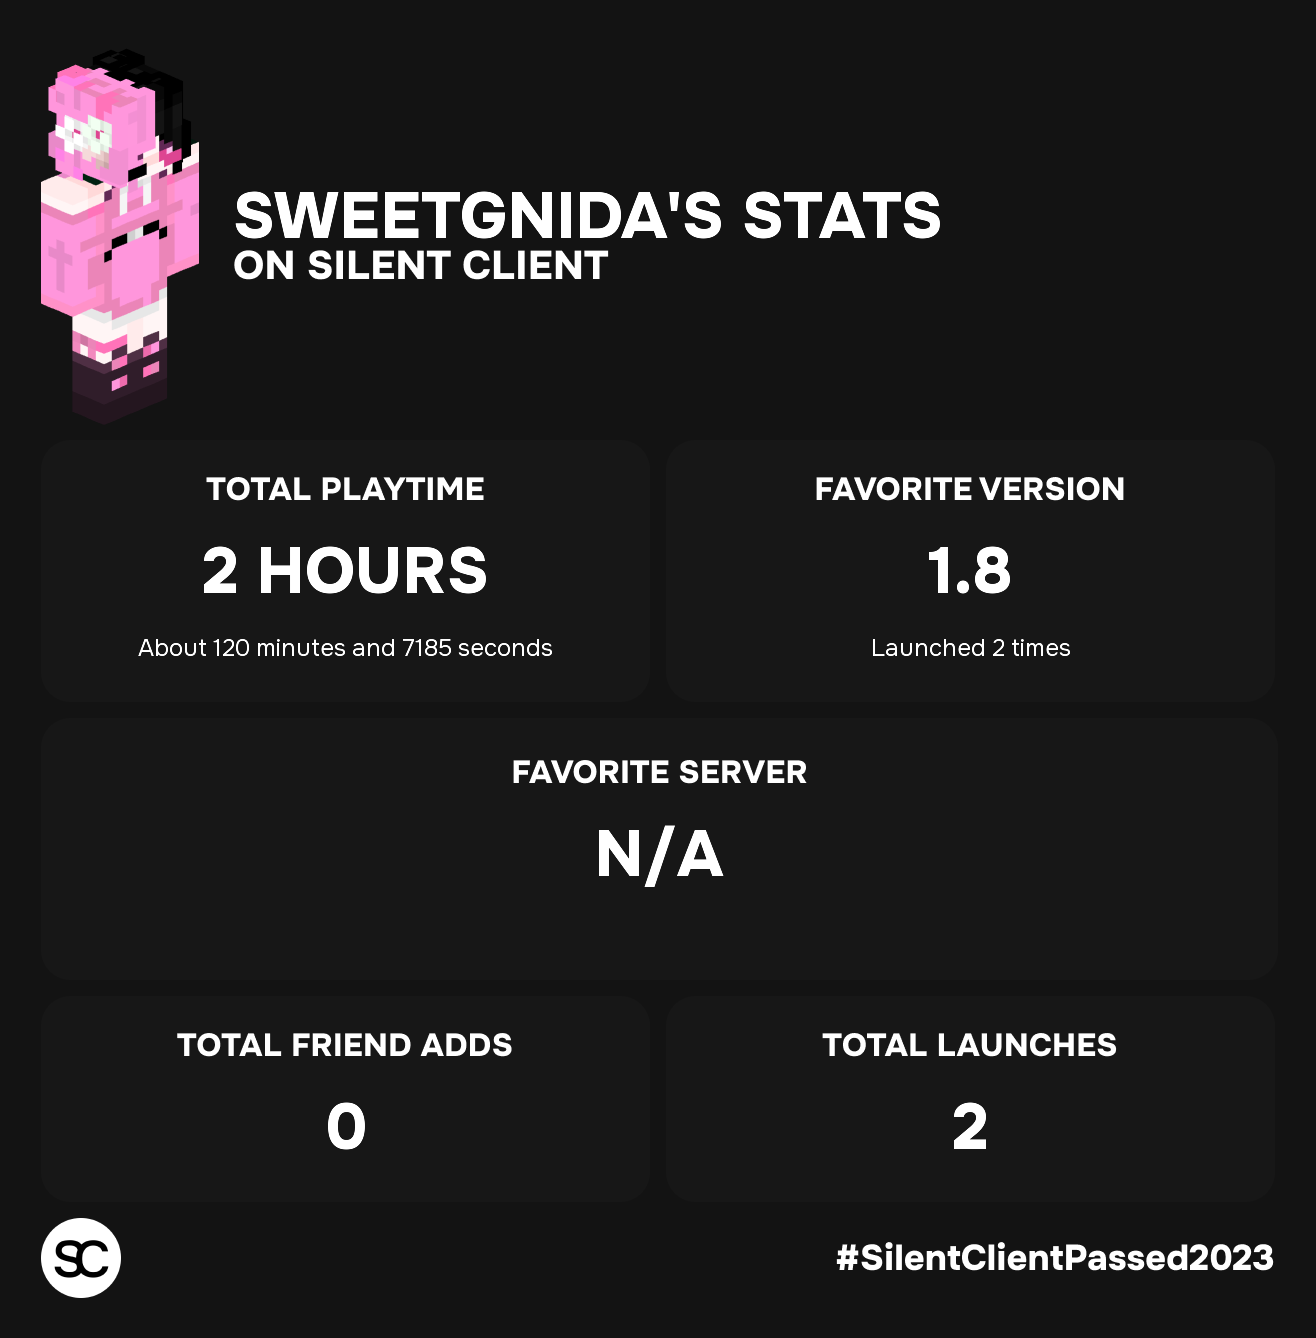 SWEETGNIDA'S STATS
ON SILENT CLIENT
TOTAL PLAYTIME
2 HOURS
About 120 minutes and 7185 seconds
FAVORITE VERSION
1.8
Launched 2 times
FAVORITE SERVER
N/A
TOTAL FRIEND ADDS
0
TOTAL LAUNCHES
2
SC
#SilentClientPassed2023